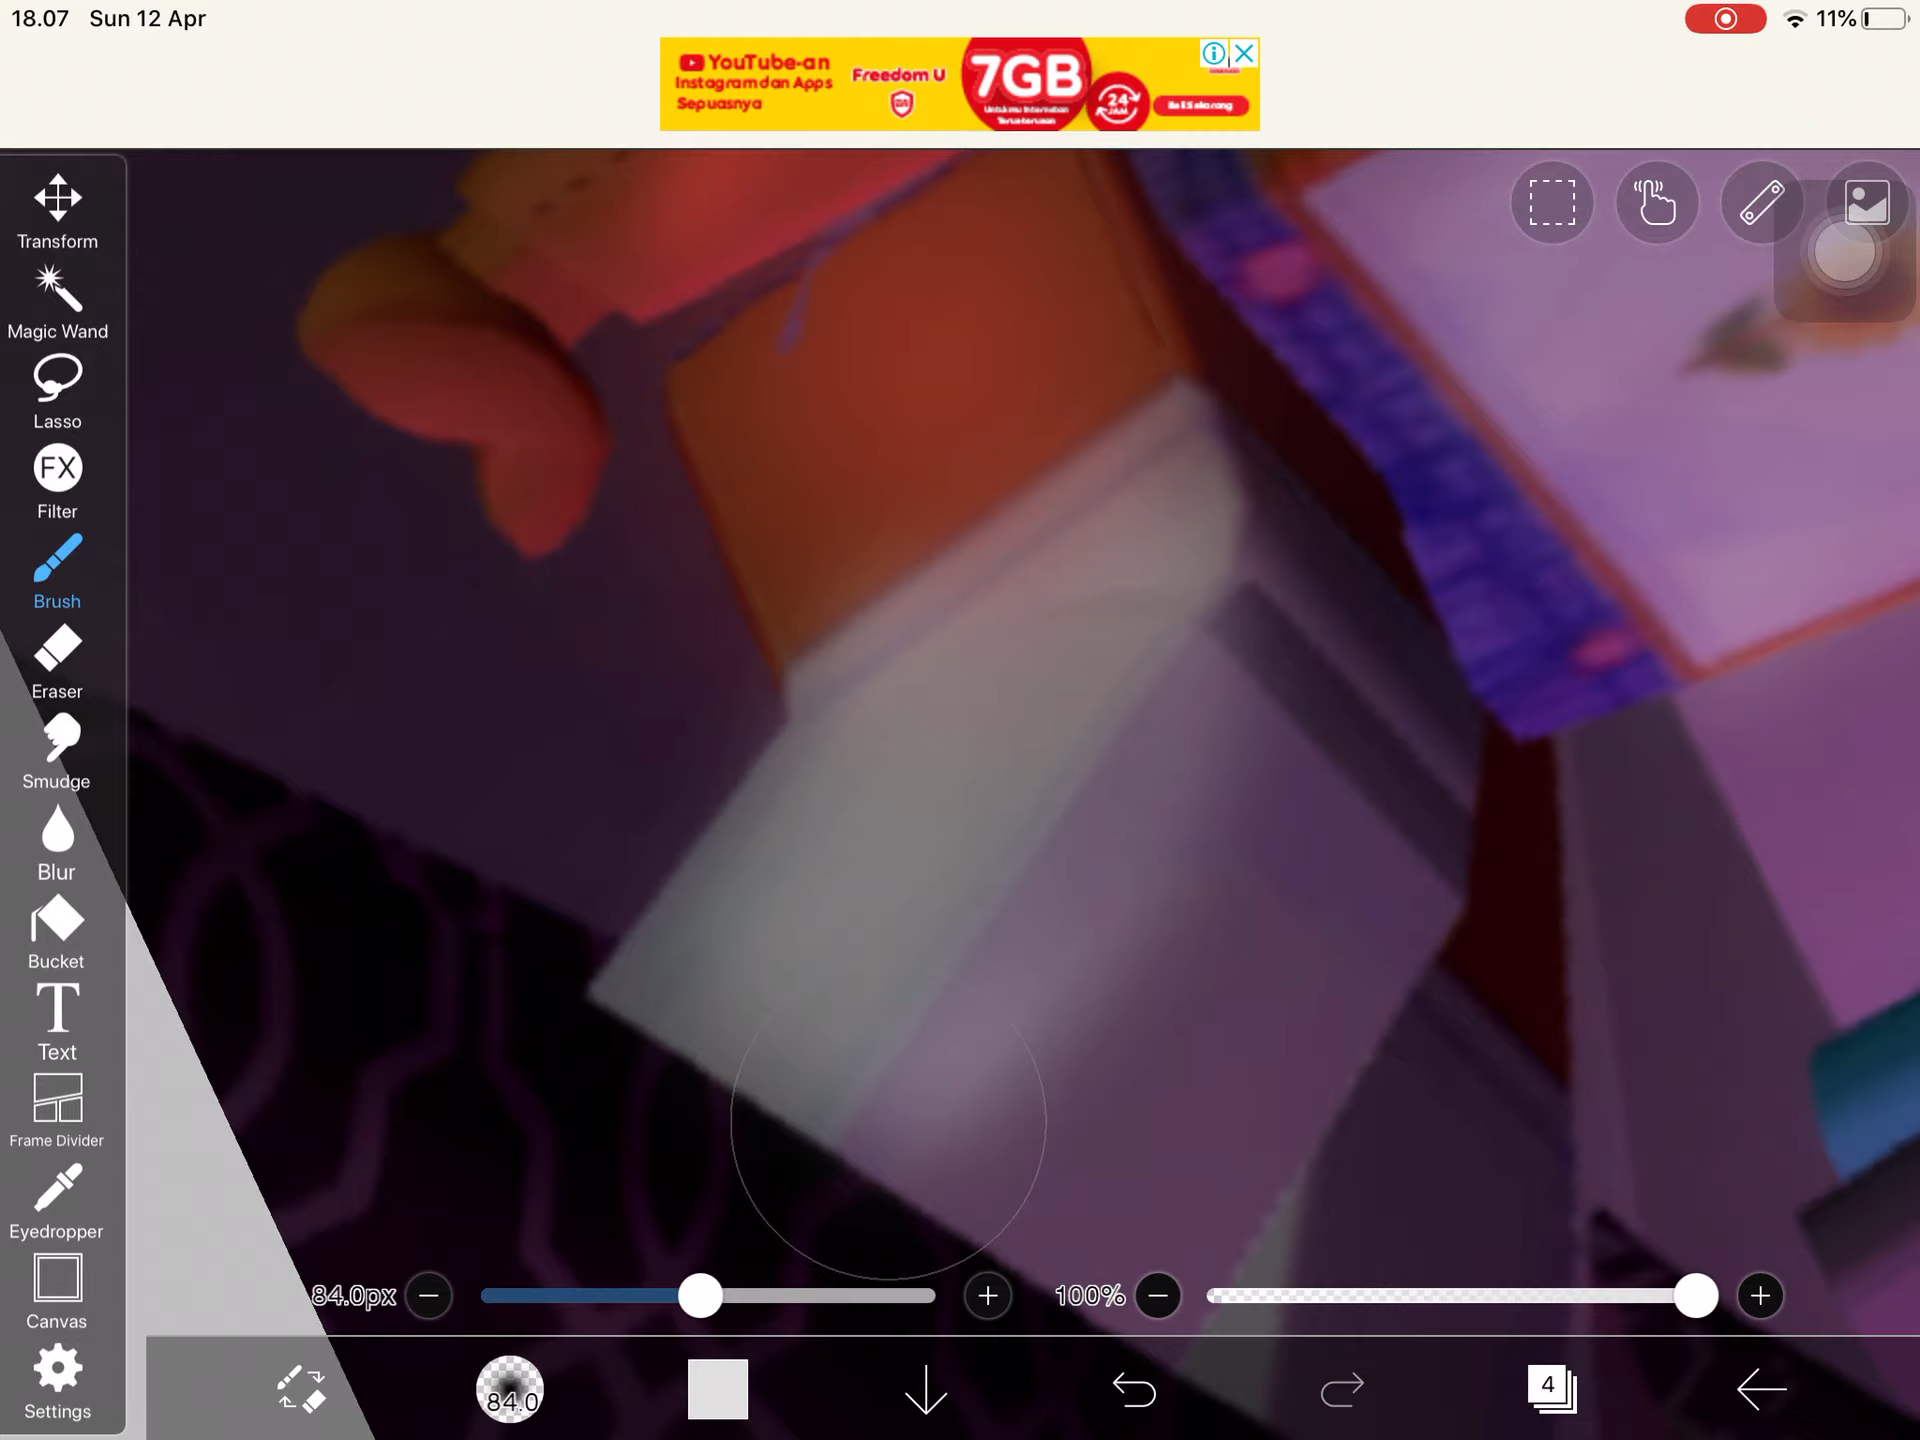 18.07 Sun 12 Apr
11%
YouTube-an
Instagram dan Apps
Sepuasnya
Freedom U
7GB
24
JAM
Transform
Magic Wand
Lasso
FX
Filter
Brush
Eraser
Smudge
Blur
Bucket
T
Text
Frame Divider
Eyedropper
Canvas
Settings
84.0px
100%
84.0
4